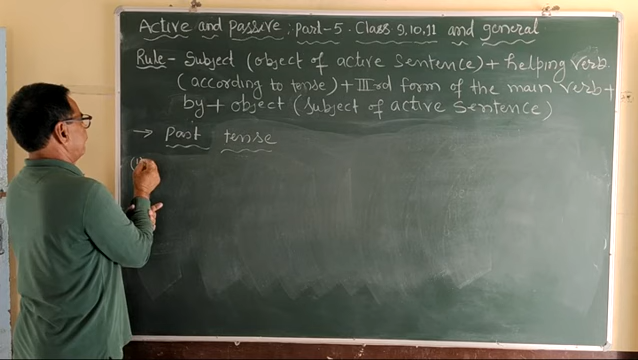 Active and passive : Part-5. Class 9,10,11 and general
Rule - Subject (object of active Sentence) + helping verb.
(according to tense) + IIIrd form of the main verb +
by + object (subject of active Sentence)
→ Past tense
(1)